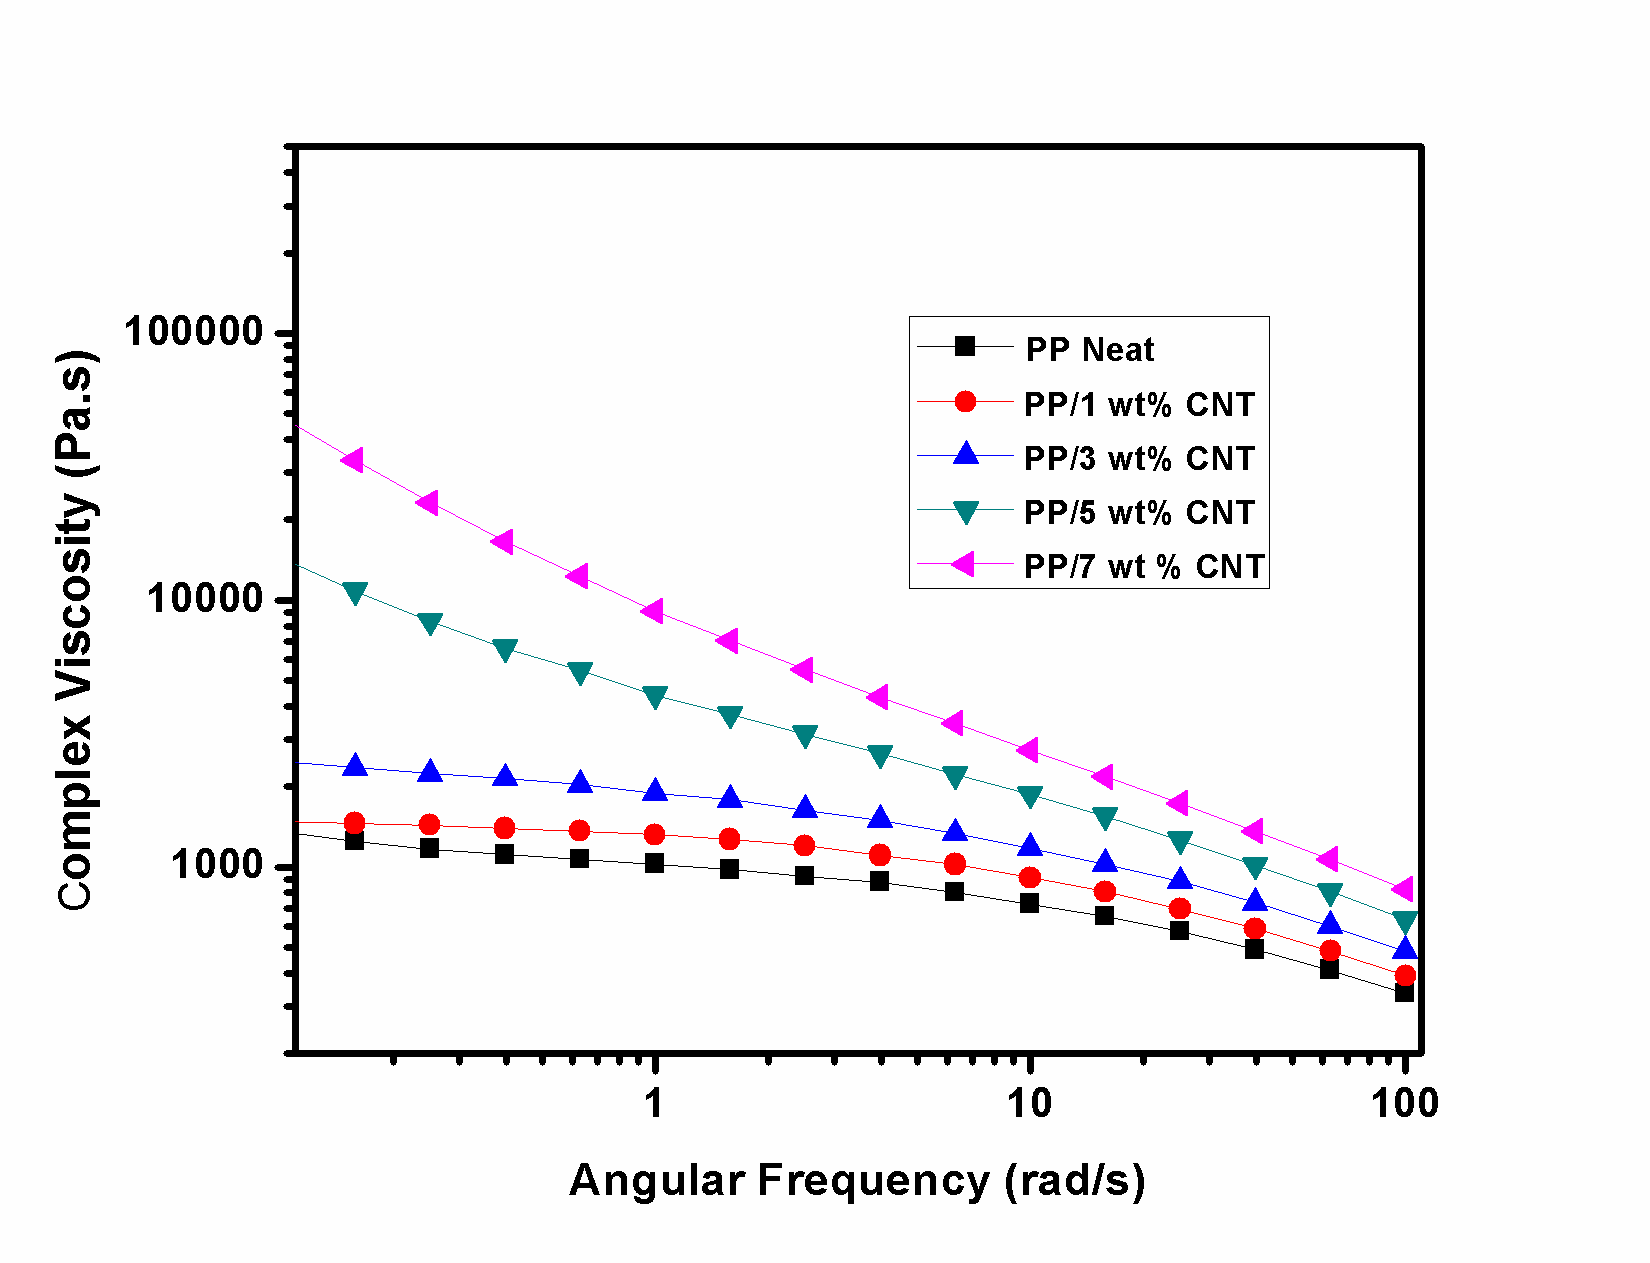 100000
10000
1000
Complex Viscosity (Pa.s)
PP Neat
PP/1 wt% CNT
PP/3 wt% CNT
PP/5 wt% CNT
PP/7 wt % CNT
1
10
100
Angular Frequency (rad/s)